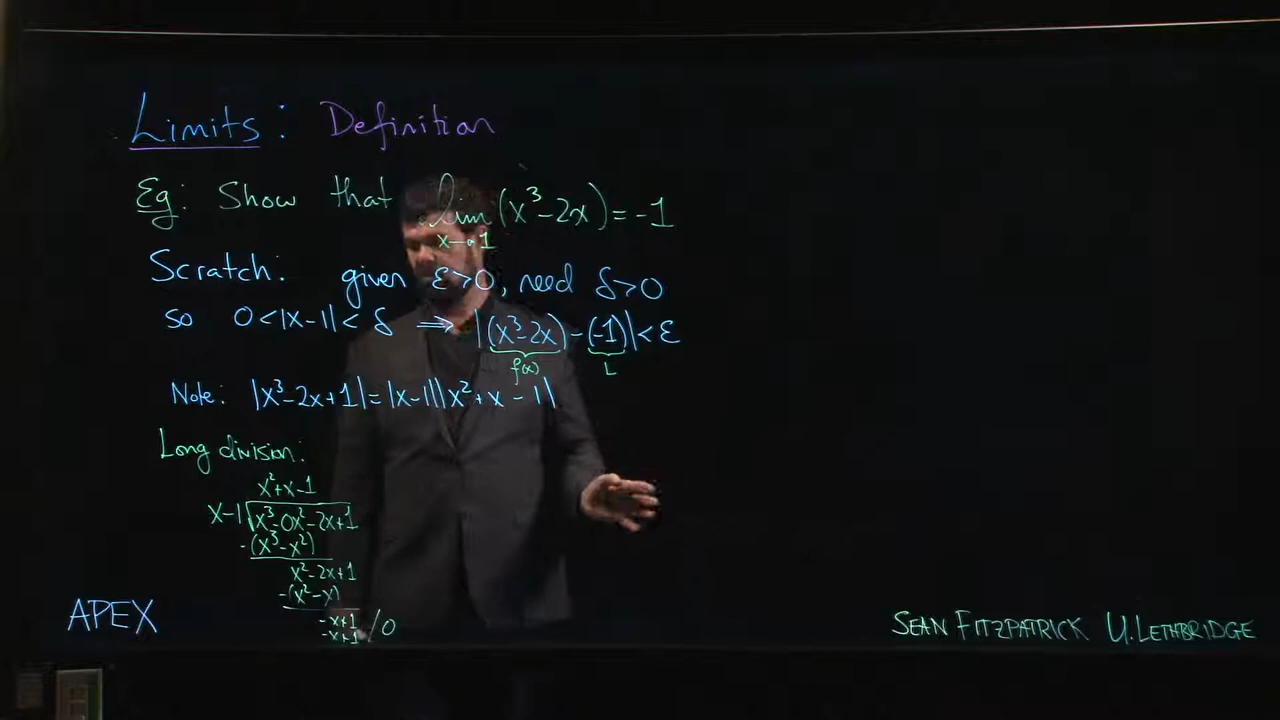 Limits: Definition
Eg: Show that lim x→1 (x³-2x) = -1
Scratch: given ε>0, need δ>0
so 0<|x-1|<δ ⇒ |(x³-2x)-(-1)|<ε
f(x) L
Note: |x³-2x+1|=|x-1||x²+x-1|
Long division:
x²+x-1
x-1 x³-0x²-2x+1
-(x³-x²)
x²-2x+1
-(x²-x)
-x+1
-x+1 /0
APEX
SEAN FITZPATRICK U. LETHBRIDGE